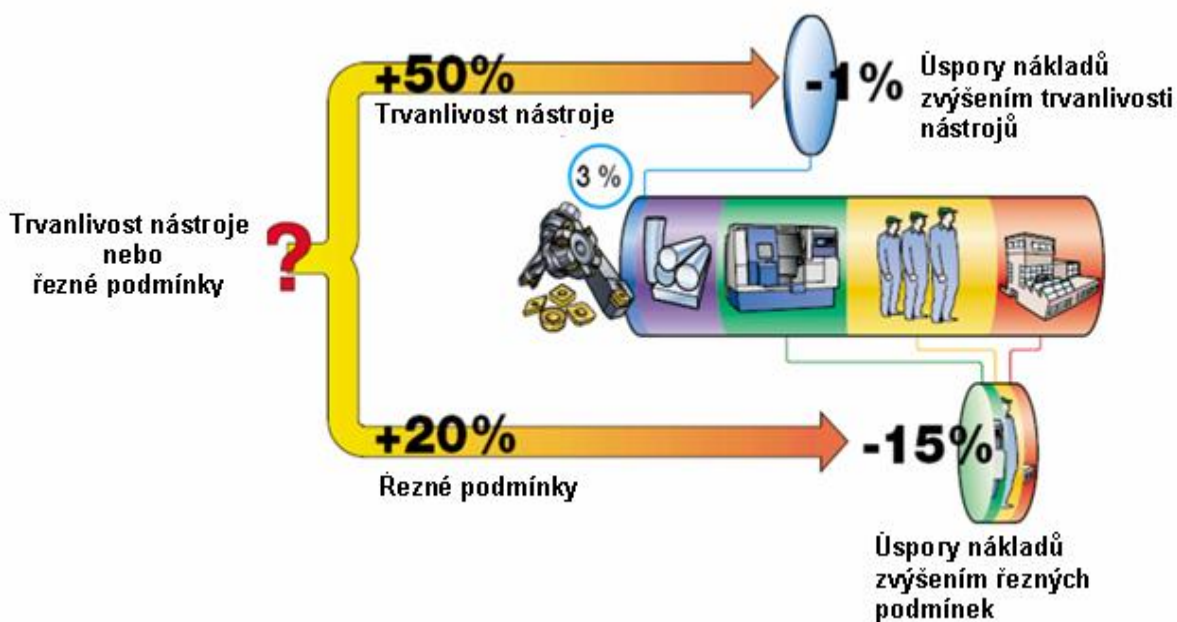 +50%
Trvanlivost nástroje
-1%
Úspory nákladů
zvýšením trvanlivosti
nástrojů
3 %
Trvanlivost nástroje
nebo
řezné podmínky
?
+20%
Řezné podmínky
-15%
Úspory nákladů
zvýšením řezných
podmínek